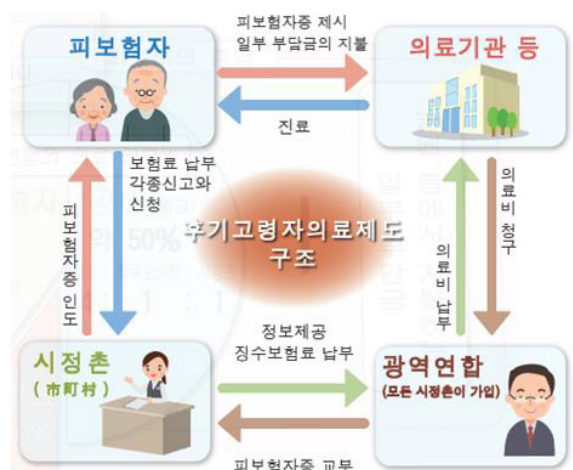 피보험자증 제시
일부 부담금의 지불
피보험자
의료기관 등
진료
보험료 납부
각종신고와
신청
피보험자증 인도
후기고령자의료제도
구조
의료비 납부
의료비 청구
시정촌
(市町村)
정보제공
징수보험료 납부
광역연합
(모든 시정촌이 가입)
피보험자증 교부
50%
1 : 1